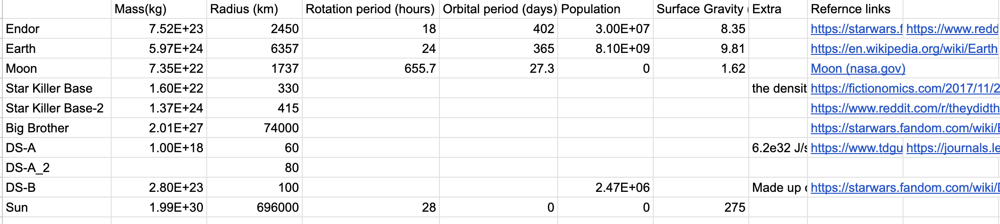 Mass(kg) Radius (km) Rotation period (hours) Orbital period (days) Population Surface Gravity ( Extra Refernce links
Endor 7.52E+23 2450 18 402 3.00E+07 8.35 https://starwars.f https://www.redd
Earth 5.97E+24 6357 24 365 8.10E+09 9.81 https://en.wikipedia.org/wiki/Earth
Moon 7.35E+22 1737 655.7 27.3 0 1.62 Moon (nasa.gov)
Star Killer Base 1.60E+22 330 the densit https://fictionomics.com/2017/11/2
Star Killer Base-2 1.37E+24 415 https://www.reddit.com/r/theydidth
Big Brother 2.01E+27 74000 https://starwars.fandom.com/wiki/
DS-A 1.00E+18 60 6.2e32 J/s https://www.tdgu https://journals.le
DS-A_2 80
DS-B 2.80E+23 100 2.47E+06 Made up https://starwars.fandom.com/wiki/
Sun 1.99E+30 696000 28 0 0 275